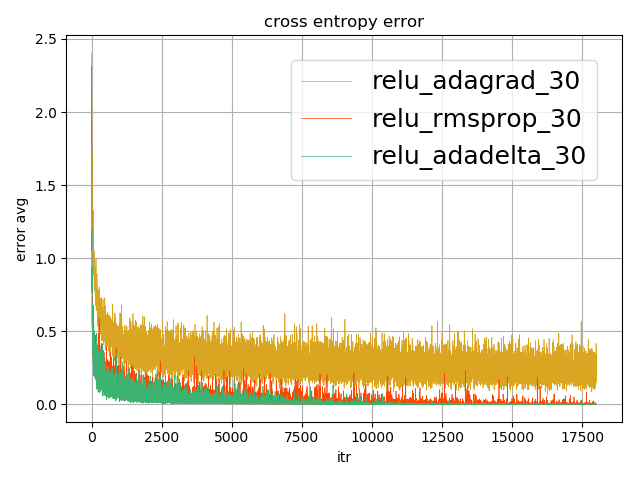 cross entropy error
2.5
2.0
1.5
1.0
0.5
0.0
error avg
relu_adagrad_30
relu_rmsprop_30
relu_adadelta_30
0 2500 5000 7500 10000 12500 15000 17500
itr